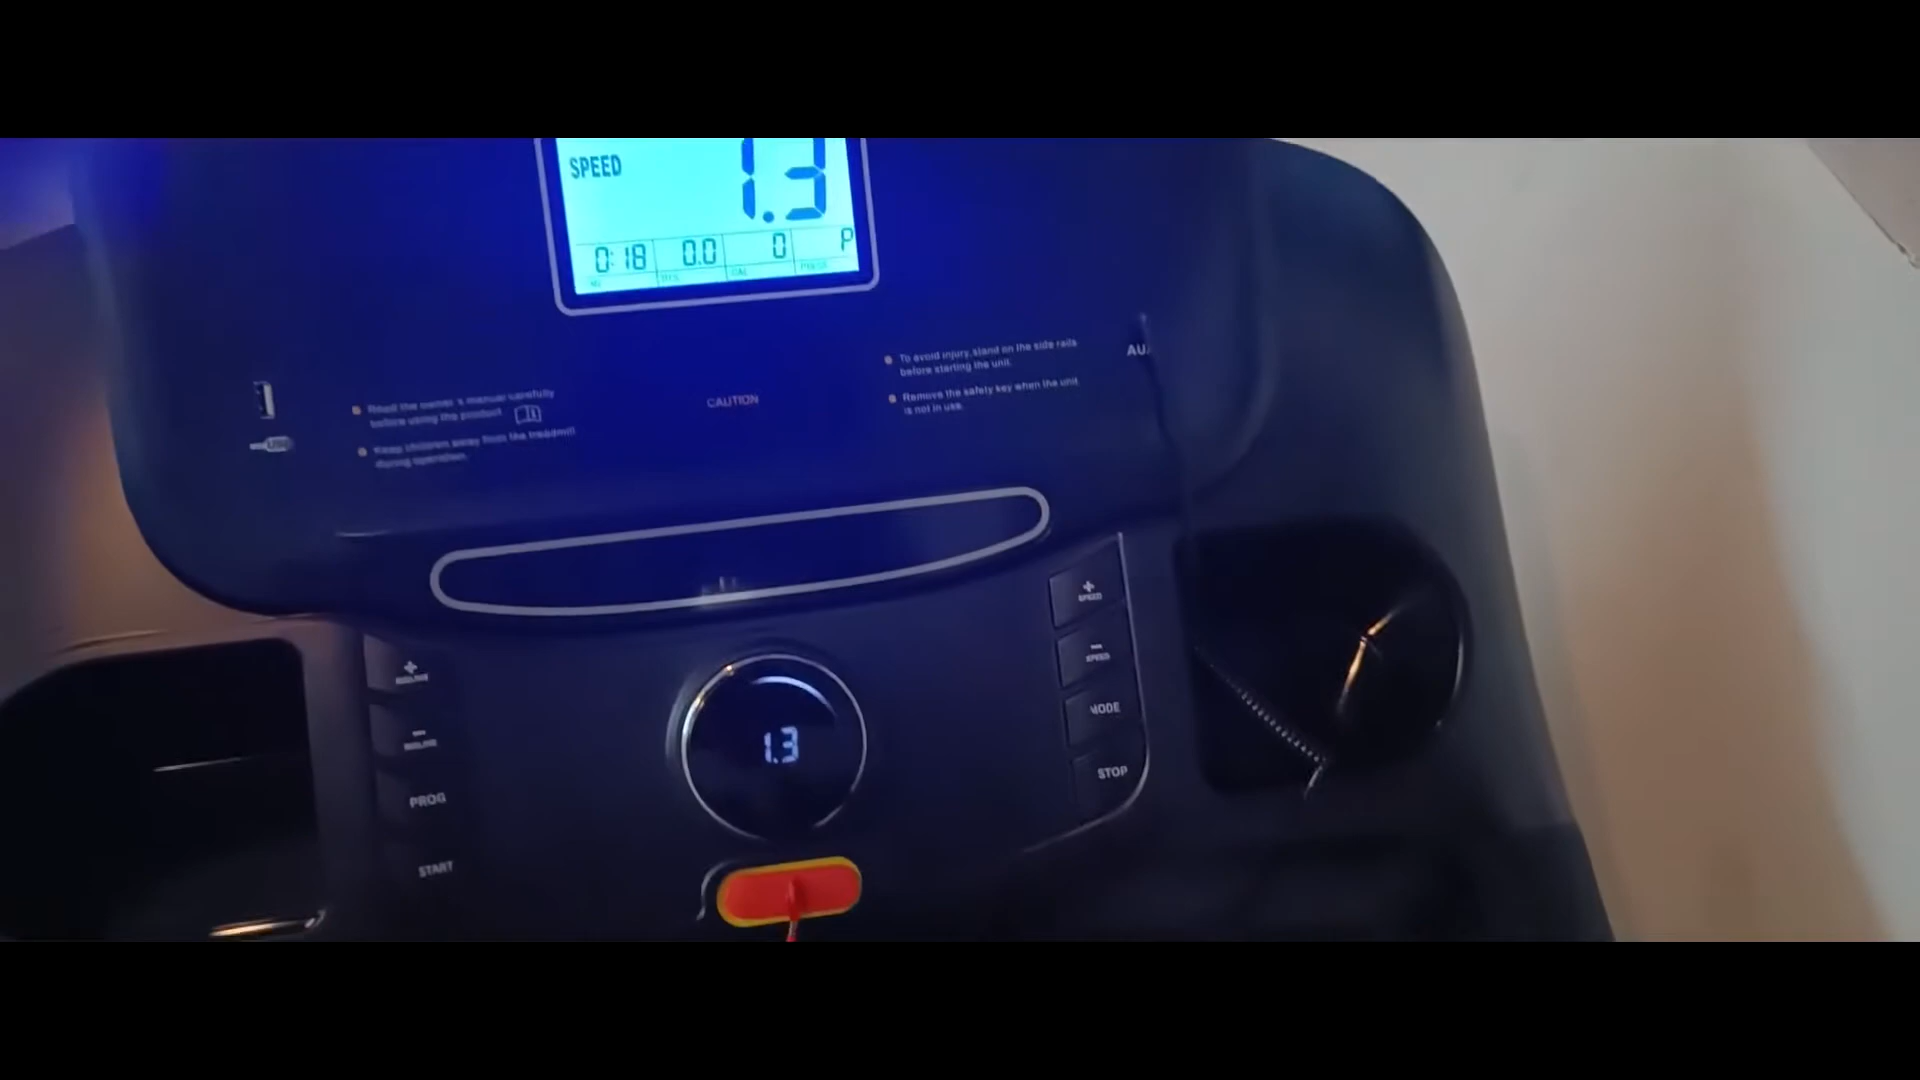 SPEED
1.3
0:18 0.0 0 P
CAL
To avoid injury, stand on the side rails
before starting the unit.
AU
Read the owner's manual carefully
before using the product
CAUTION
Remove the safety key when the unit
is not in use.
Keep children away from the treadmill
during operation.
+
SPEED
-
SPEED
+
-
1.3
MODE
STOP
PROG
START